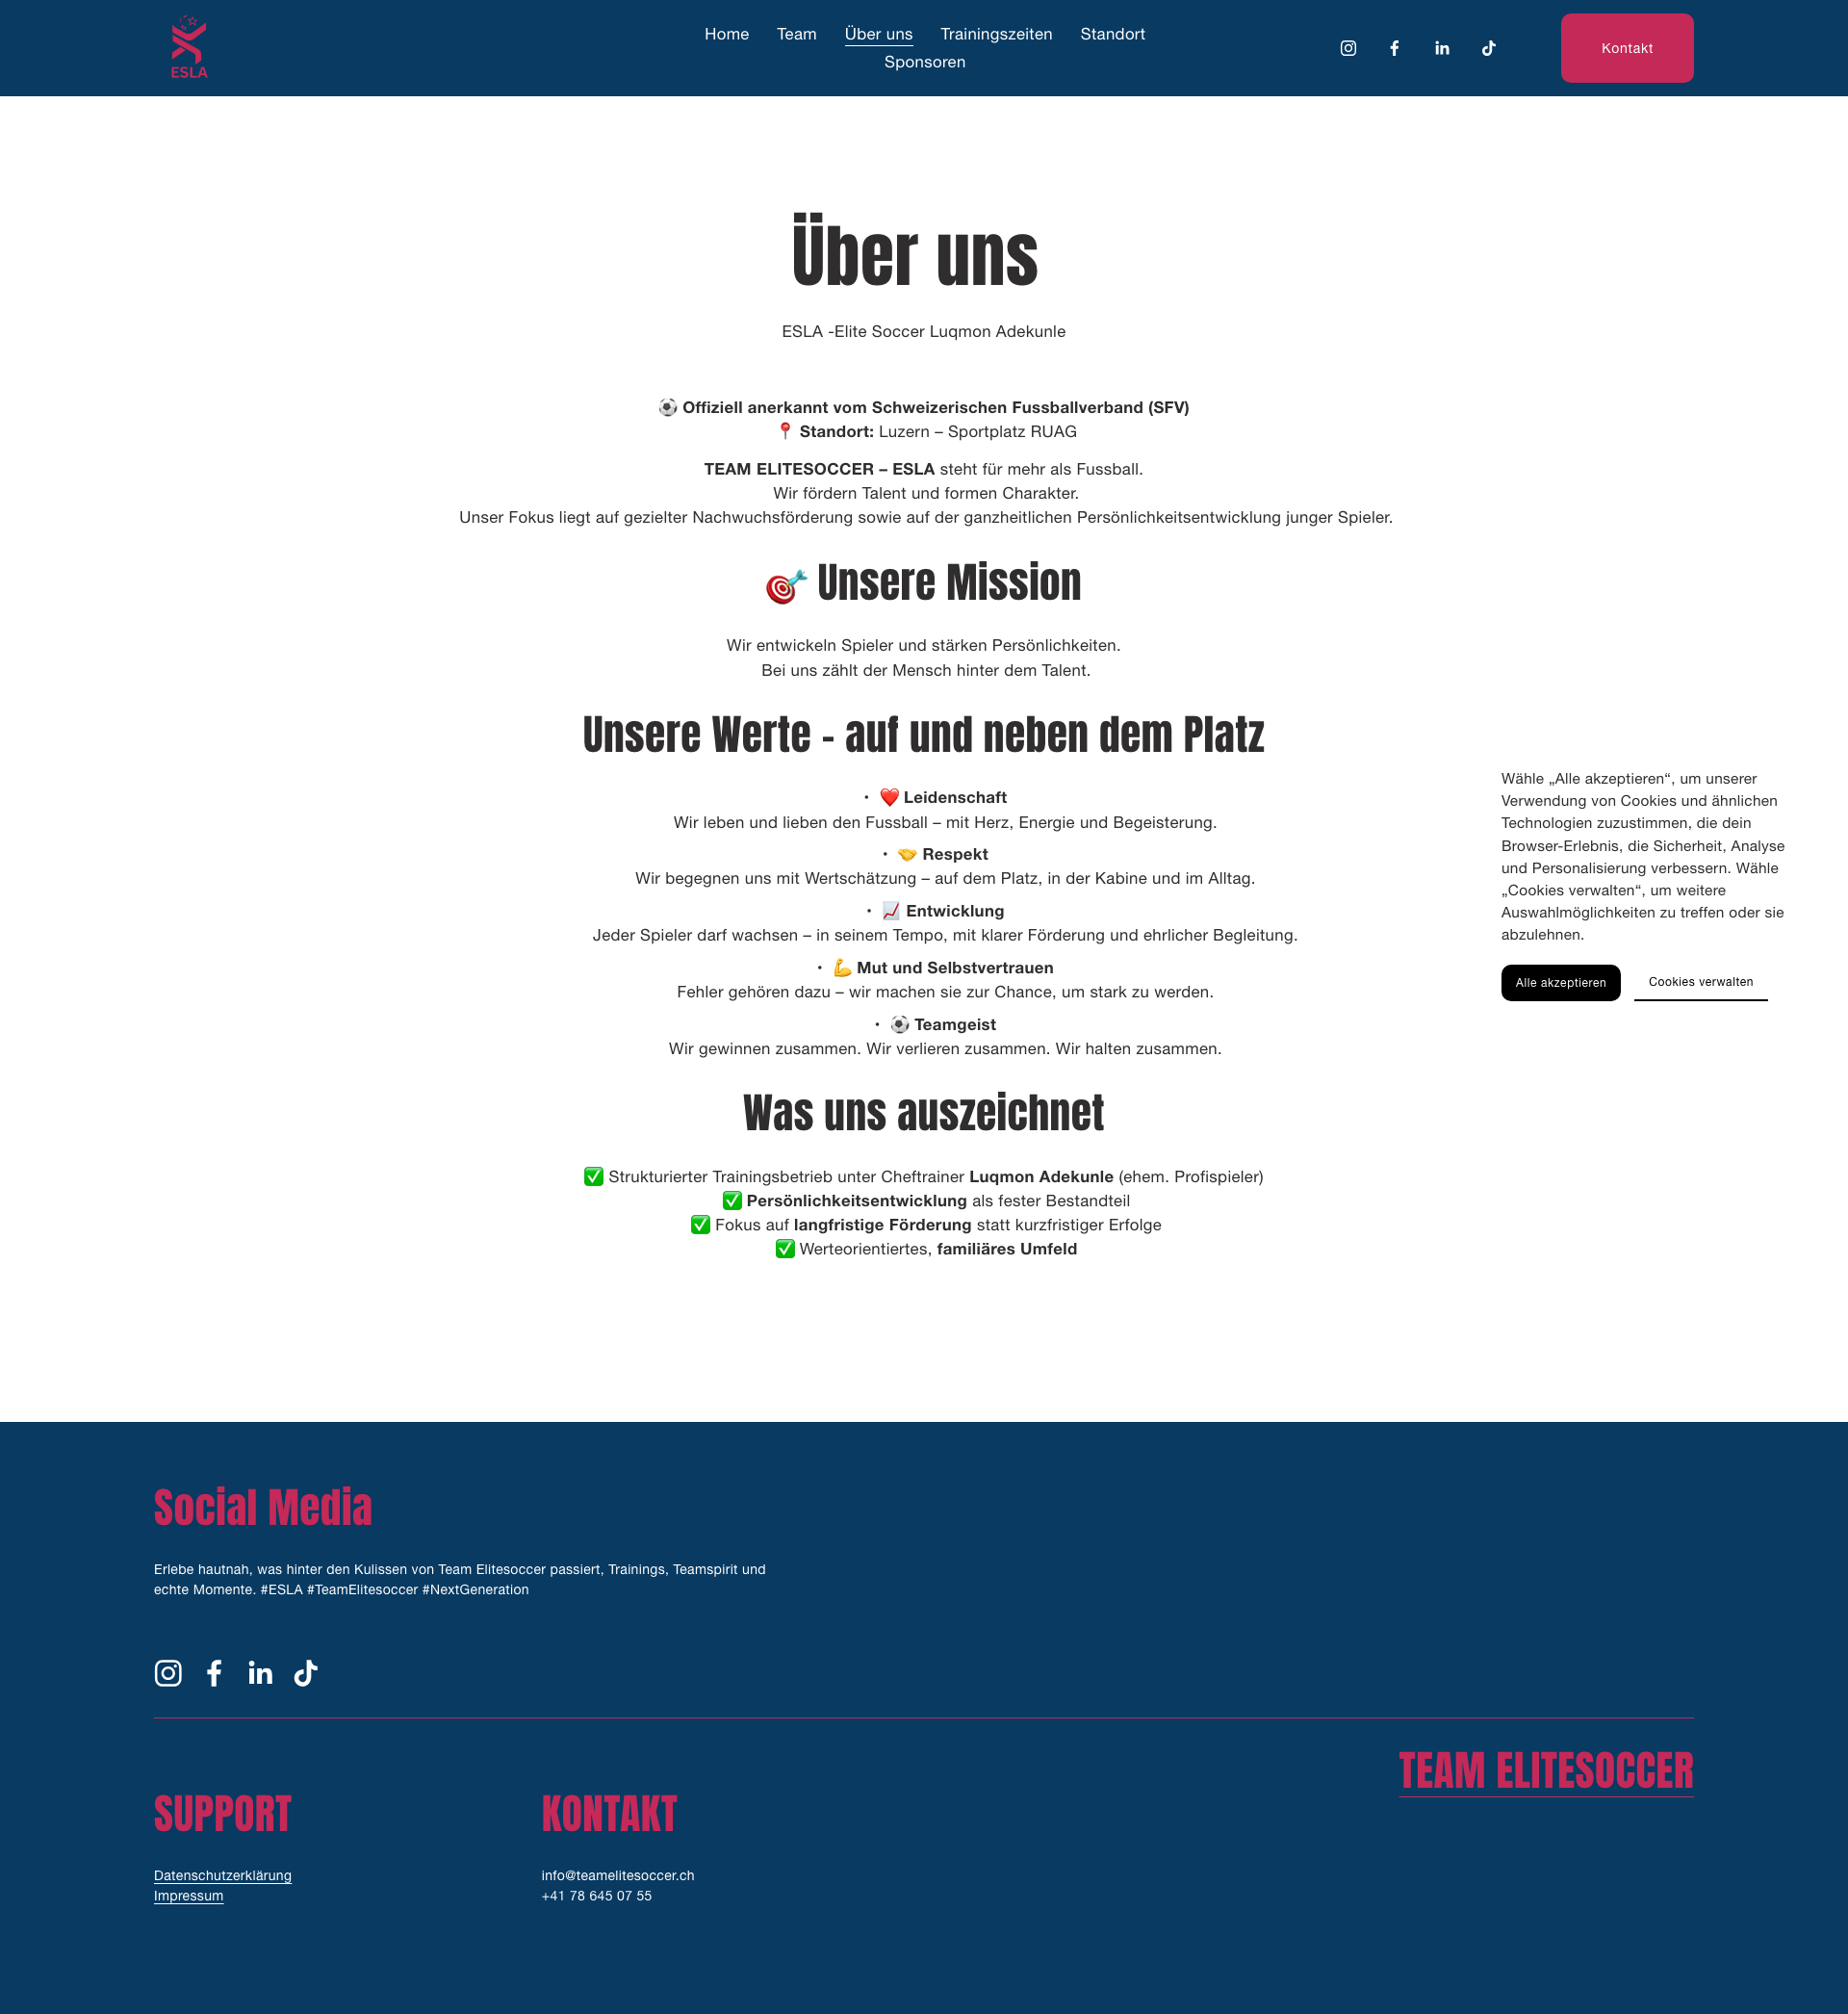 ESLA
Home Team Über uns Trainingszeiten Standort
Sponsoren
Kontakt
Über uns
ESLA -Elite Soccer Luqmon Adekunle
⚽ Offiziell anerkannt vom Schweizerischen Fussballverband (SFV)
📍 Standort: Luzern – Sportplatz RUAG
TEAM ELITESOCCER – ESLA steht für mehr als Fussball.
Wir fördern Talent und formen Charakter.
Unser Fokus liegt auf gezielter Nachwuchsförderung sowie auf der ganzheitlichen Persönlichkeitsentwicklung junger Spieler.
🎯 Unsere Mission
Wir entwickeln Spieler und stärken Persönlichkeiten.
Bei uns zählt der Mensch hinter dem Talent.
Unsere Werte – auf und neben dem Platz
• ❤️ Leidenschaft
Wir leben und lieben den Fussball – mit Herz, Energie und Begeisterung.
• 🤝 Respekt
Wir begegnen uns mit Wertschätzung – auf dem Platz, in der Kabine und im Alltag.
• 📈 Entwicklung
Jeder Spieler darf wachsen – in seinem Tempo, mit klarer Förderung und ehrlicher Begleitung.
• 💪 Mut und Selbstvertrauen
Fehler gehören dazu – wir machen sie zur Chance, um stark zu werden.
• ⚽ Teamgeist
Wir gewinnen zusammen. Wir verlieren zusammen. Wir halten zusammen.
Was uns auszeichnet
✅ Strukturierter Trainingsbetrieb unter Cheftrainer Luqmon Adekunle (ehem. Profispieler)
✅ Persönlichkeitsentwicklung als fester Bestandteil
✅ Fokus auf langfristige Förderung statt kurzfristiger Erfolge
✅ Werteorientiertes, familiäres Umfeld
Wähle „Alle akzeptieren“, um unserer
Verwendung von Cookies und ähnlichen
Technologien zuzustimmen, die dein
Browser-Erlebnis, die Sicherheit, Analyse
und Personalisierung verbessern. Wähle
„Cookies verwalten“, um weitere
Auswahlmöglichkeiten zu treffen oder sie
abzulehnen.
Alle akzeptieren Cookies verwalten
Social Media
Erlebe hautnah, was hinter den Kulissen von Team Elitesoccer passiert, Trainings, Teamspirit und
echte Momente. #ESLA #TeamElitesoccer #NextGeneration
TEAM ELITESOCCER
SUPPORT
Datenschutzerklärung
Impressum
KONTAKT
info@teamelitesoccer.ch
+41 78 645 07 55